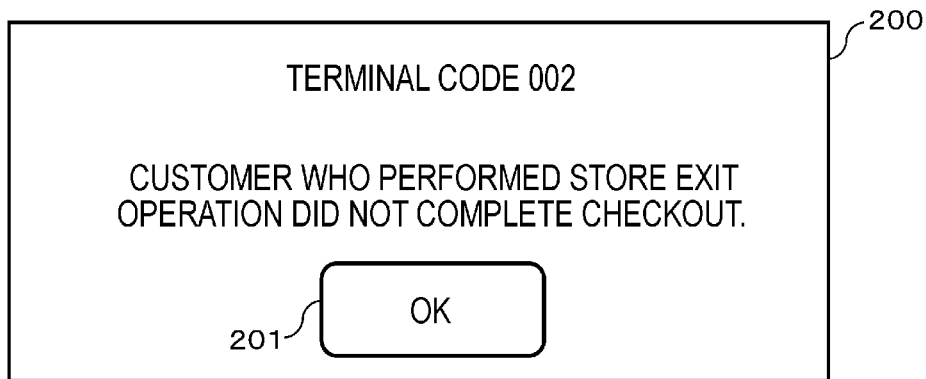 200
TERMINAL CODE 002
CUSTOMER WHO PERFORMED STORE EXIT
OPERATION DID NOT COMPLETE CHECKOUT.
OK
201